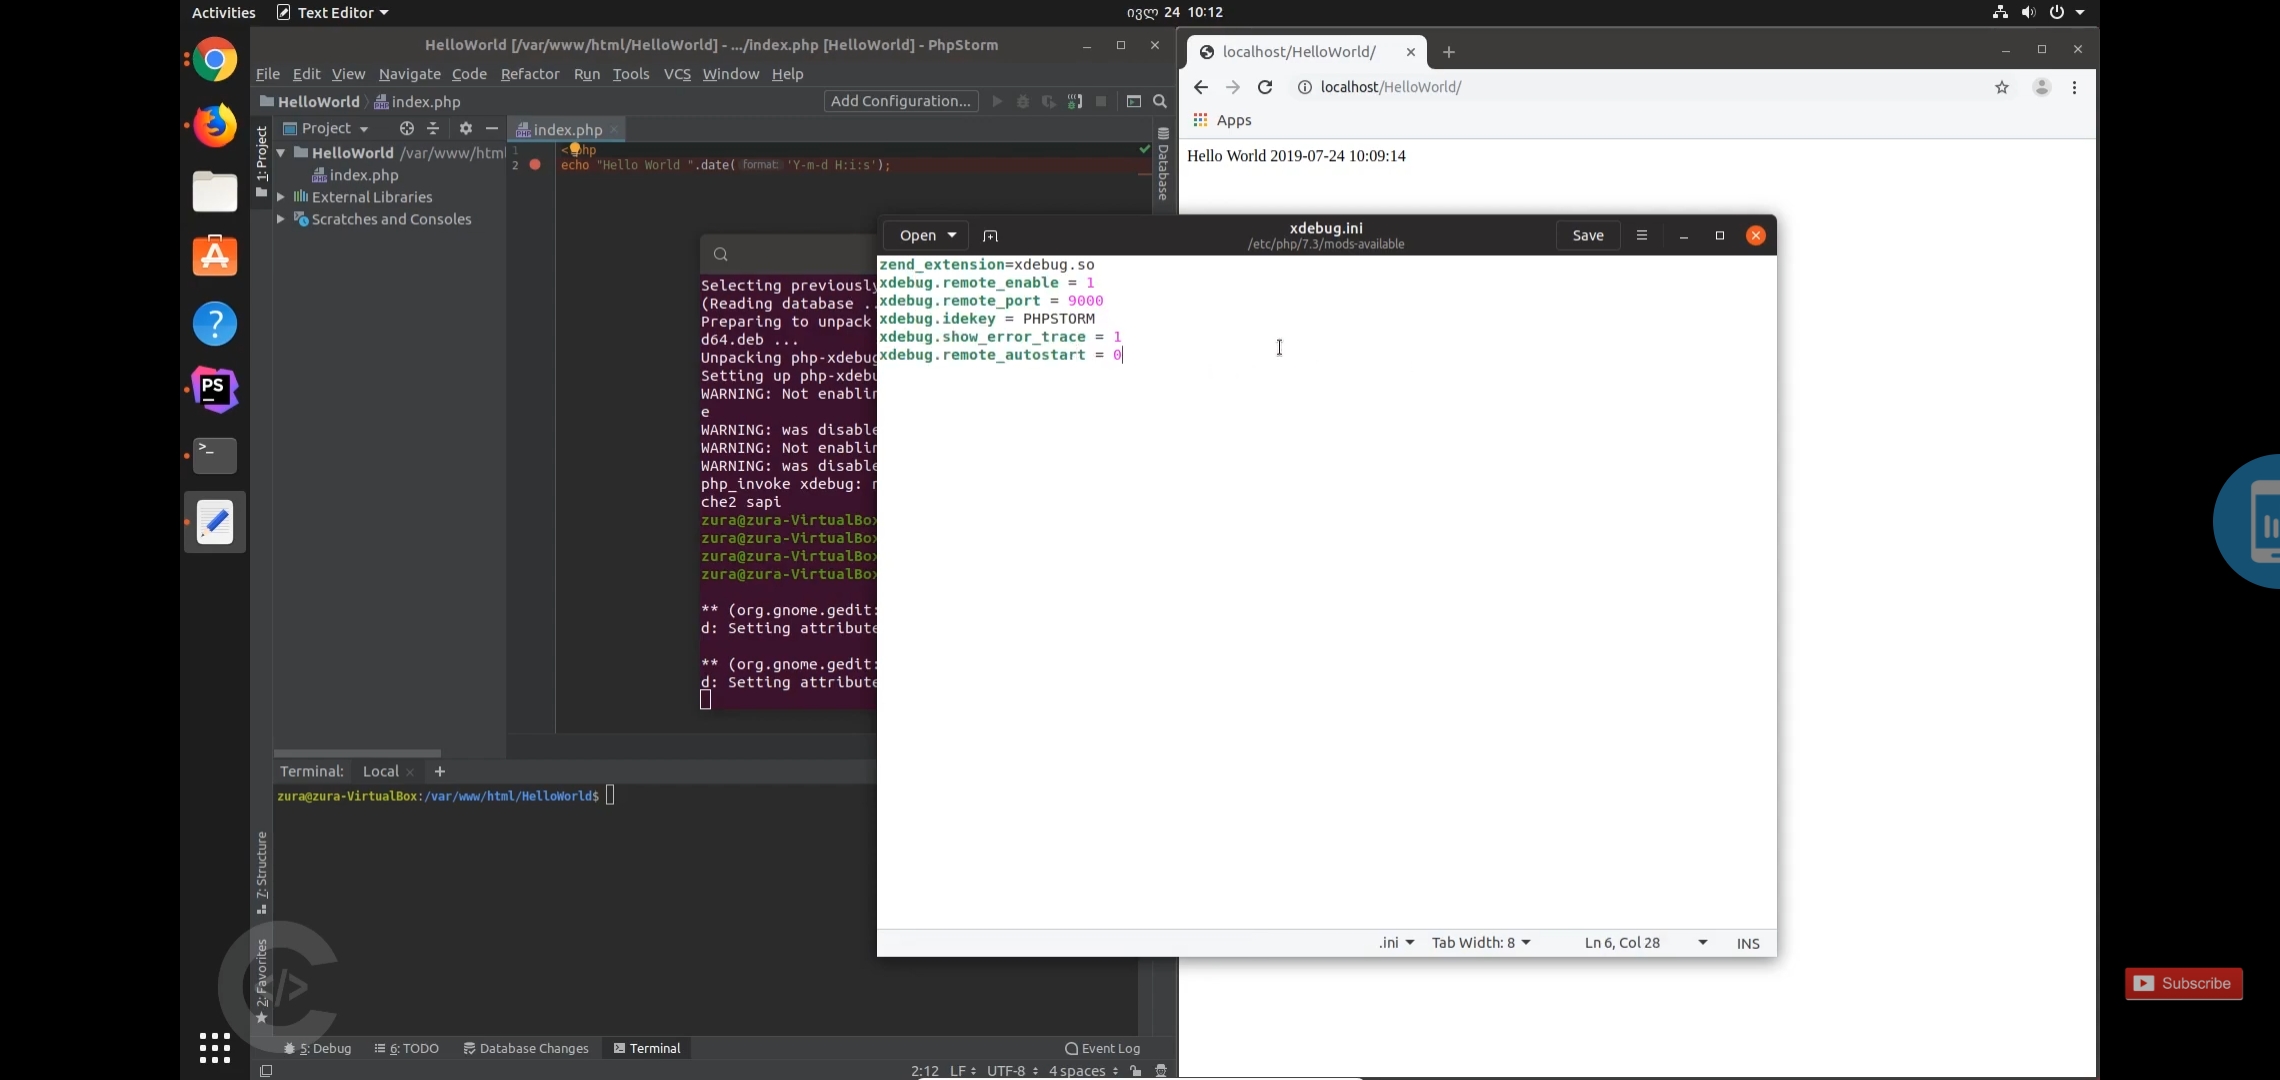 Activities
Text Editor
ივლ 24 10:12
HelloWorld [/var/www/html/HelloWorld] - .../index.php [HelloWorld] - PhpStorm
File Edit View Navigate Code Refactor Run Tools VCS Window Help
HelloWorld index.php
Add Configuration...
Project
index.php
1: Project
HelloWorld /var/www/html
index.php
External Libraries
Scratches and Consoles
1
2 echo "Hello World ".date( format: 'Y-m-d H:i:s');
Database
localhost/HelloWorld/
localhost/HelloWorld/
Apps
Hello World 2019-07-24 10:09:14
Selecting previously
(Reading database ..
Preparing to unpack
d64.deb ...
Unpacking php-xdebug
Setting up php-xdebu
WARNING: Not enablin
e
WARNING: was disable
WARNING: Not enablin
WARNING: was disable
php_invoke xdebug:
che2 sapi
zura@zura-VirtualBox
zura@zura-VirtualBox
zura@zura-VirtualBox
zura@zura-VirtualBox
** (org.gnome.gedit:
d: Setting attribute
** (org.gnome.gedit:
d: Setting attribute
Open
xdebug.ini
/etc/php/7.3/mods-available
Save
zend_extension=xdebug.so
xdebug.remote_enable = 1
xdebug.remote_port = 9000
xdebug.idekey = PHPSTORM
xdebug.show_error_trace = 1
xdebug.remote_autostart = 0
.ini Tab Width: 8 Ln 6, Col 28 INS
Terminal: Local
zura@zura-VirtualBox:/var/www/html/HelloWorld$
7: Structure
2: Favorites
5: Debug 6: TODO Database Changes Terminal Event Log
2:12 LF UTF-8 4 spaces
PS
Subscribe